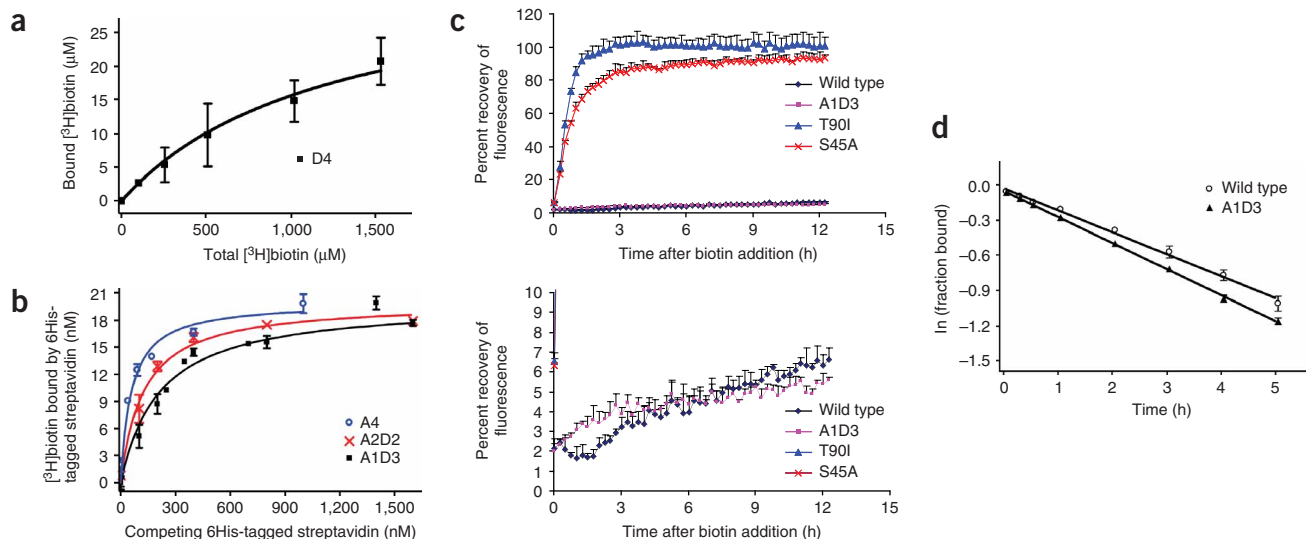 a
Bound [³H]biotin (µM)
25
20
15
10
5
0
D4
0
500
1,000
1,500
Total [³H]biotin (µM)
b
[³H]biotin bound by 6His-
tagged streptavidin (nM)
21
18
15
12
9
6
3
0
A4
A2D2
A1D3
0
300
600
900
1,200
1,500
Competing 6His-tagged streptavidin (nM)
c
Percent recovery of
fluorescence
120
100
80
60
40
20
0
Wild type
A1D3
T90I
S45A
0
3
6
9
12
15
Time after biotin addition (h)
Percent recovery of
fluorescence
10
9
8
7
6
5
4
3
2
1
0
Wild type
A1D3
T90I
S45A
0
3
6
9
12
15
Time after biotin addition (h)
d
ln (fraction bound)
0.0
–0.3
–0.6
–0.9
–1.2
–1.5
Wild type
A1D3
0
1
2
3
4
5
Time (h)